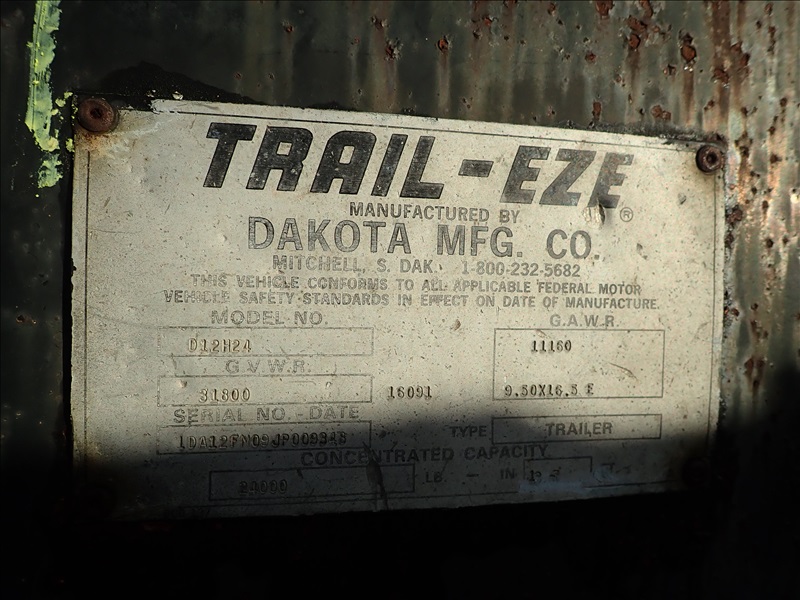 TRAIL-EZE ®
MANUFACTURED BY
DAKOTA MFG. CO.
MITCHELL, S. DAK. 1-800-232-5682
THIS VEHICLE CONFORMS TO ALL APPLICABLE FEDERAL MOTOR
VEHICLE SAFETY STANDARDS IN EFFECT ON DATE OF MANUFACTURE.
MODEL NO. G.A.W.R.
D12H24 11160
G.V.W.R.
31800 16091 9.50X16.5 E
SERIAL NO. - DATE
TYPE TRAILER
CONCENTRATED CAPACITY
LB. - IN